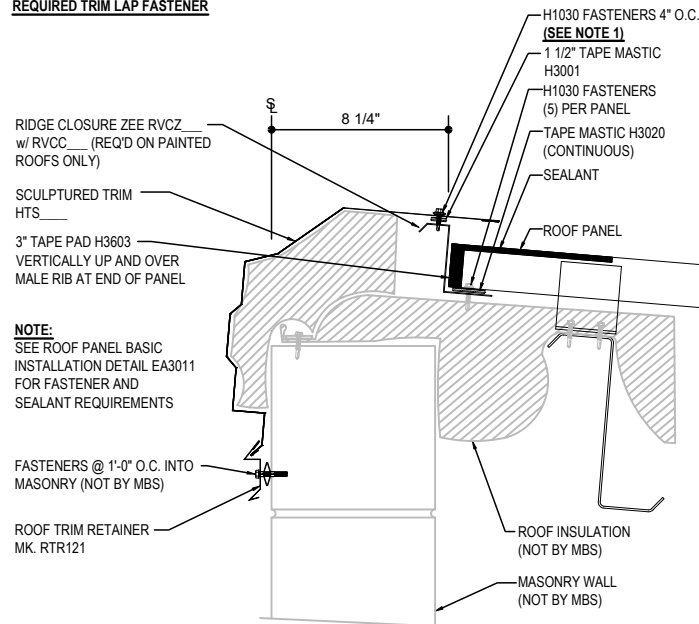 REQUIRED TRIM LAP FASTENER
H1030 FASTENERS 4" O.C.
(SEE NOTE 1)
1 1/2" TAPE MASTIC
H3001
H1030 FASTENERS
(5) PER PANEL
TAPE MASTIC H3020
(CONTINUOUS)
SEALANT
ROOF PANEL
8 1/4"
RIDGE CLOSURE ZEE RVCZ___
w/ RVCC___ (REQ'D ON PAINTED
ROOFS ONLY)
SCULPTURED TRIM
HTS____
3" TAPE PAD H3603
VERTICALLY UP AND OVER
MALE RIB AT END OF PANEL
NOTE:
SEE ROOF PANEL BASIC
INSTALLATION DETAIL EA3011
FOR FASTENER AND
SEALANT REQUIREMENTS
FASTENERS @ 1'-0" O.C. INTO
MASONRY (NOT BY MBS)
ROOF TRIM RETAINER
MK. RTR121
ROOF INSULATION
(NOT BY MBS)
MASONRY WALL
(NOT BY MBS)